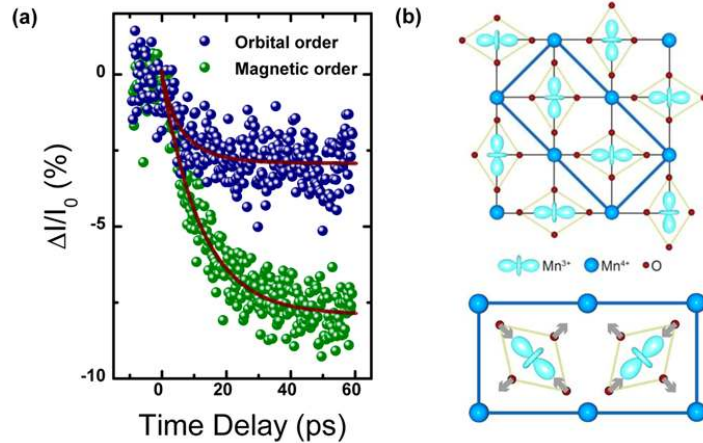 (a)
Orbital order
Magnetic order
ΔI/I₀ (%)
0
-5
-10
0
20
40
60
Time Delay (ps)
(b)
Mn³⁺
Mn⁴⁺
O